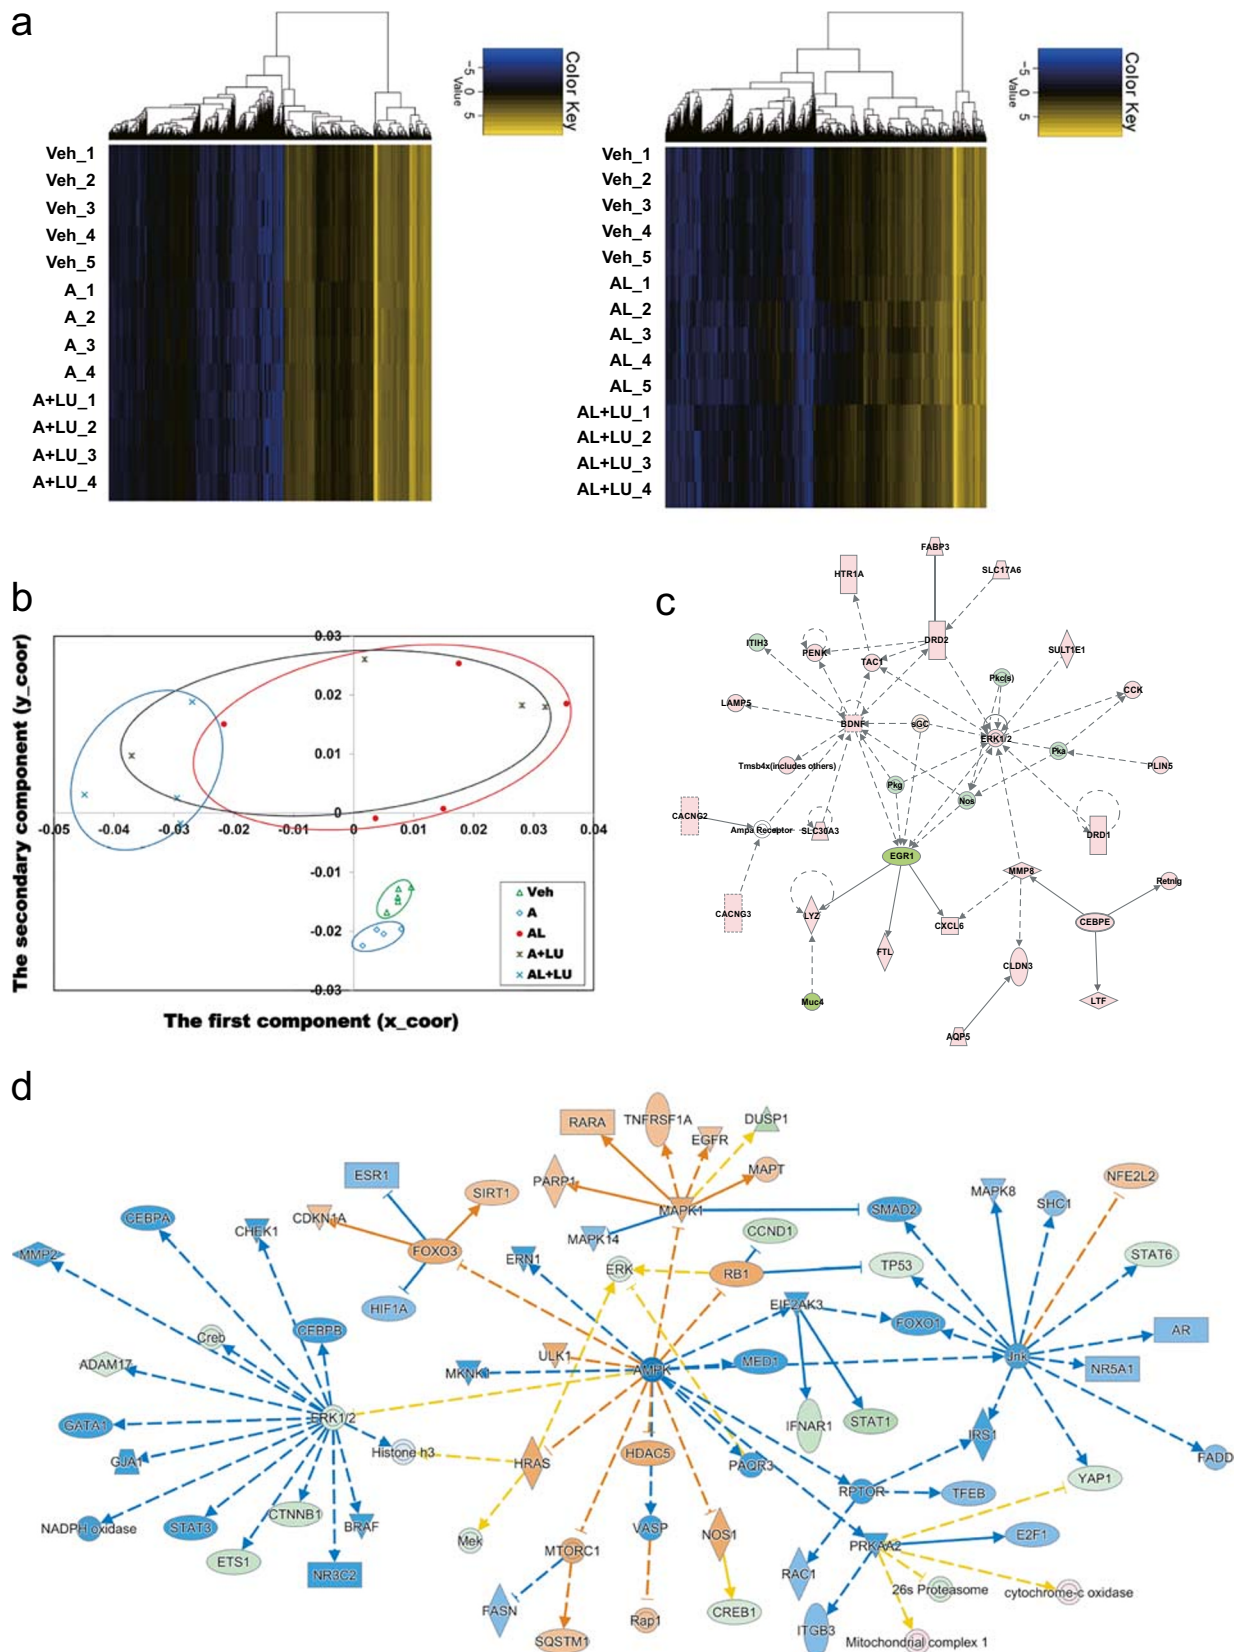 a
Color Key
−5 0 5
Value
Color Key
−5 0 5
Value
Veh_1
Veh_2
Veh_3
Veh_4
Veh_5
A_1
A_2
A_3
A_4
A+LU_1
A+LU_2
A+LU_3
A+LU_4
Veh_1
Veh_2
Veh_3
Veh_4
Veh_5
AL_1
AL_2
AL_3
AL_4
AL_5
AL+LU_1
AL+LU_2
AL+LU_3
AL+LU_4
b
The secondary component (y_coor)
0.03
0.02
0.01
0
-0.05 -0.04 -0.03 -0.02 -0.01 0 0.01 0.02 0.03 0.04
-0.01
-0.02
-0.03
Veh
A
AL
A+LU
AL+LU
The first component (x_coor)
c
FABP3
HTR1A
SLC17A6
ITIH3
PENK
DRD2
TAC1
SULT1E1
Pkc(s)
CCK
LAMP5
BDNF
sGC
ERK1/2
Pka
Tmsb4x(includes others)
PLIN5
Pkg
Nos
CACNG2
Ampa Receptor
SLC30A3
DRD1
EGR1
MMP8
Retnlg
CACNG3
LYZ
CXCL6
CEBPE
FTL
CLDN3
Muc4
LTF
AQP5
d
RARA
TNFRSF1A
DUSP1
EGFR
ESR1
PARP1
MAPT
NFE2L2
SIRT1
MAPK8
SHC1
CEBPA
CDKN1A
MAPK1
SMAD2
CHEK1
MAPK14
CCND1
MMP2
FOXO3
ERN1
STAT6
ERK
RB1
TP53
HIF1A
EIF2AK3
Creb
CEBPB
FOXO1
AR
ADAM17
ULK1
MED1
Jnk
MKNK1
AMPK
NR5A1
GATA1
ERK1/2
IFNAR1
STAT1
IRS1
Histone h3
HDAC5
GJA1
HRAS
PAQR3
FADD
YAP1
RPTOR
TFEB
CTNNB1
NADPH oxidase
STAT3
BRAF
VASP
NOS1
E2F1
Mek
PRKAA2
MTORC1
ETS1
NR3C2
RAC1
26s Proteasome
cytochrome-c oxidase
FASN
Rap1
CREB1
SQSTM1
ITGB3
Mitochondrial complex 1